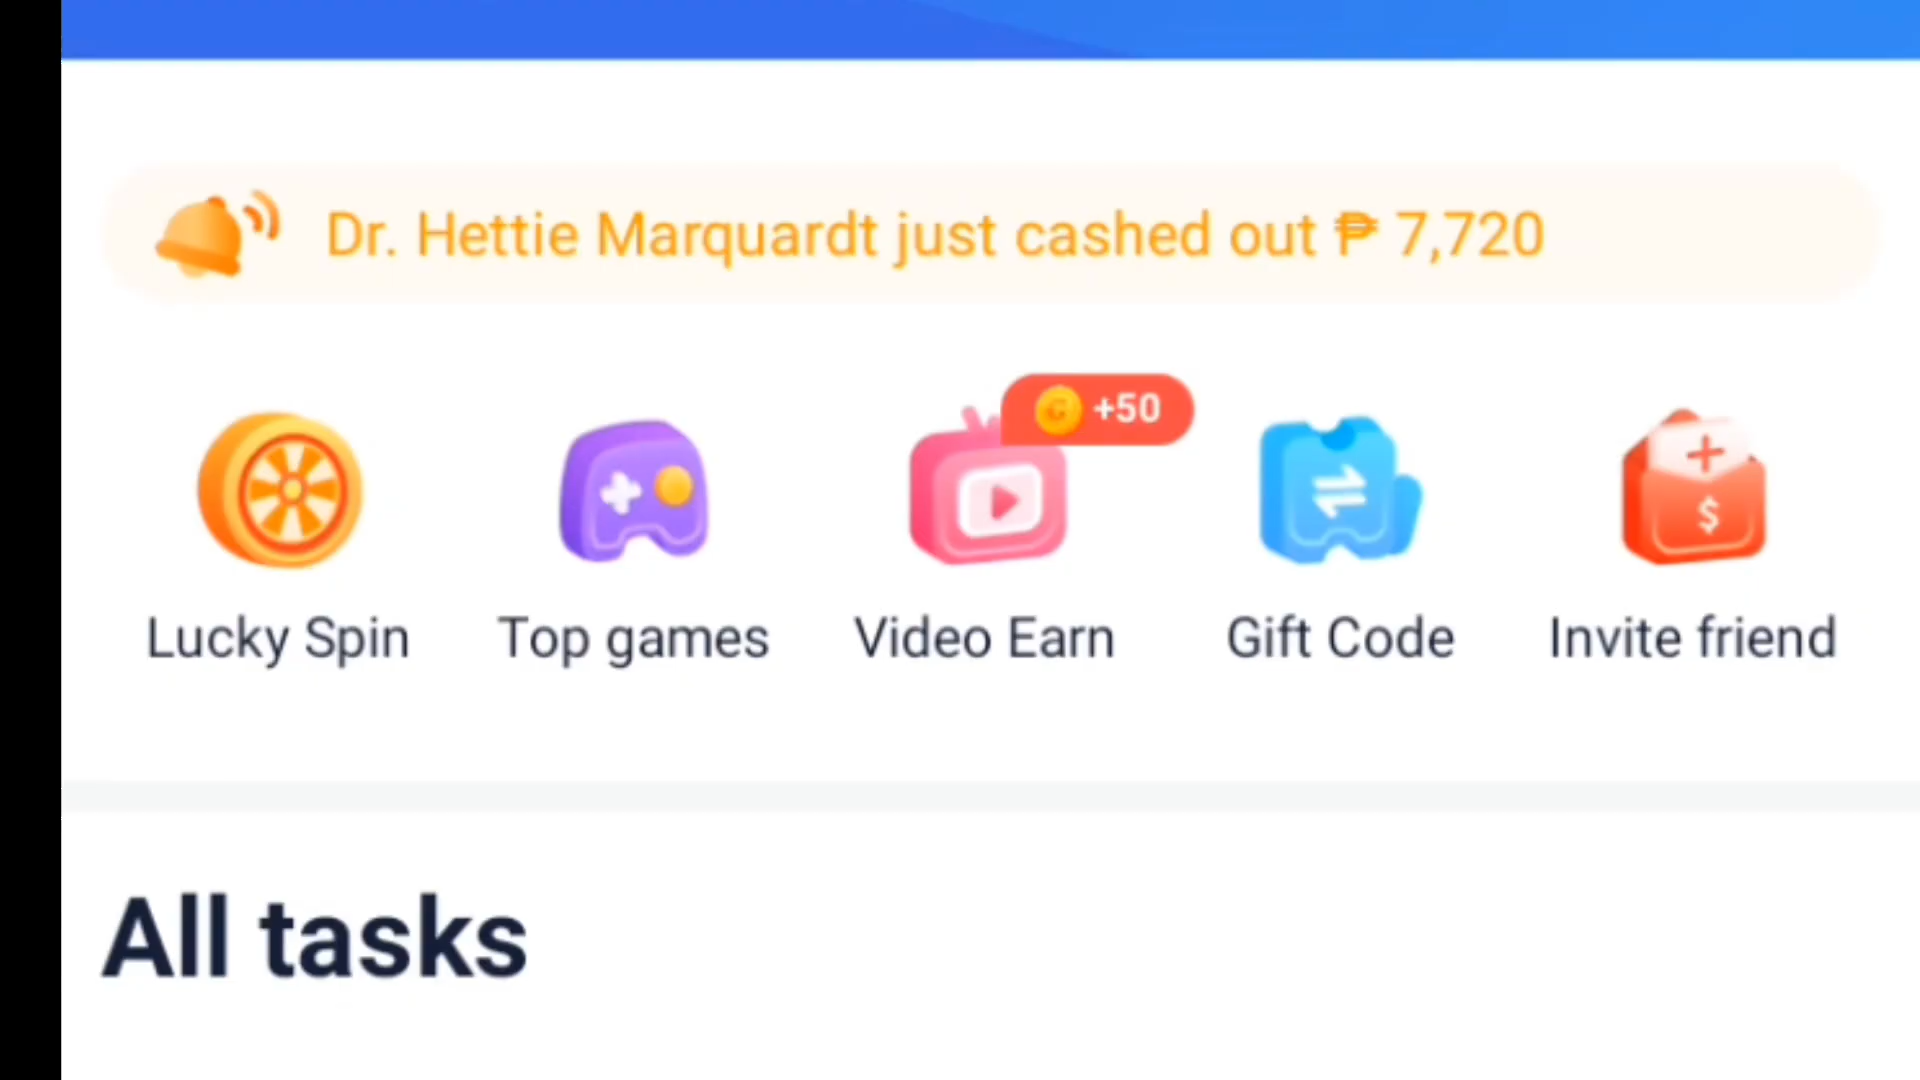 Dr. Hettie Marquardt just cashed out ₱ 7,720
+50
Lucky Spin
Top games
Video Earn
Gift Code
Invite friend
$
All tasks